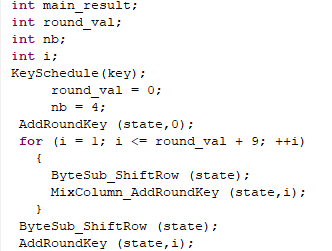 int main_result;
int round_val;
int nb;
int i;
KeySchedule(key);
round_val = 0;
nb = 4;
AddRoundKey (state,0);
for (i = 1; i <= round_val + 9; ++i)
{
ByteSub_ShiftRow (state);
MixColumn_AddRoundKey (state,i);
}
ByteSub_ShiftRow (state);
AddRoundKey (state,i);